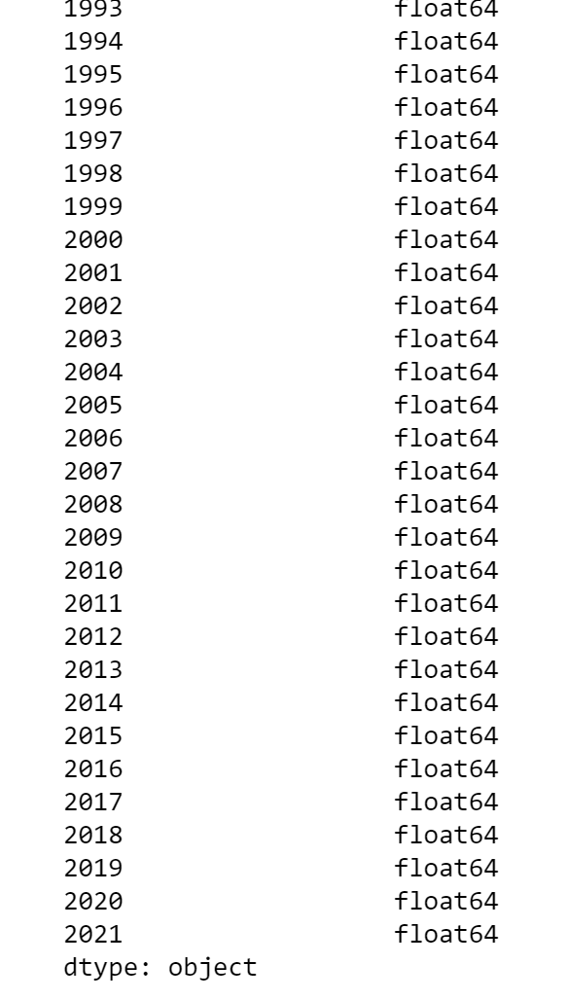 1993 float64
1994 float64
1995 float64
1996 float64
1997 float64
1998 float64
1999 float64
2000 float64
2001 float64
2002 float64
2003 float64
2004 float64
2005 float64
2006 float64
2007 float64
2008 float64
2009 float64
2010 float64
2011 float64
2012 float64
2013 float64
2014 float64
2015 float64
2016 float64
2017 float64
2018 float64
2019 float64
2020 float64
2021 float64
dtype: object